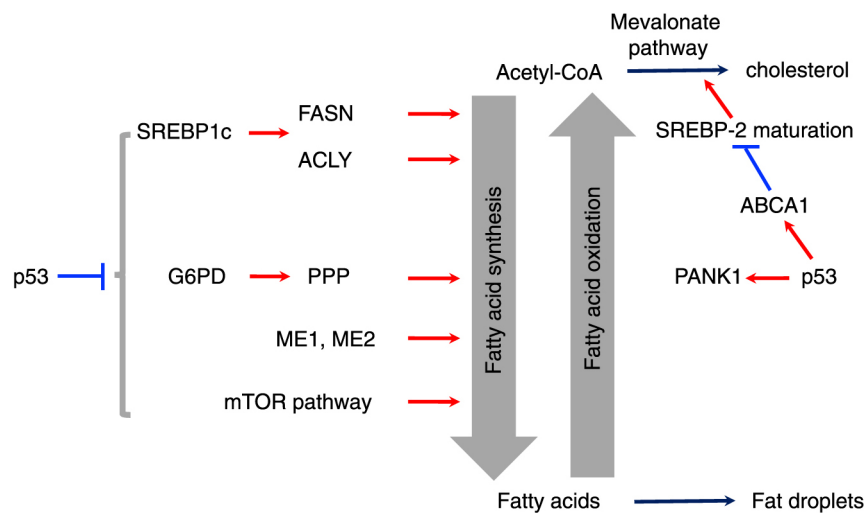 Mevalonate
pathway
Acetyl-CoA
cholesterol
FASN
SREBP1c
SREBP-2 maturation
ACLY
ABCA1
Fatty acid synthesis
Fatty acid oxidation
p53
G6PD
PPP
PANK1
p53
ME1, ME2
mTOR pathway
Fatty acids
Fat droplets